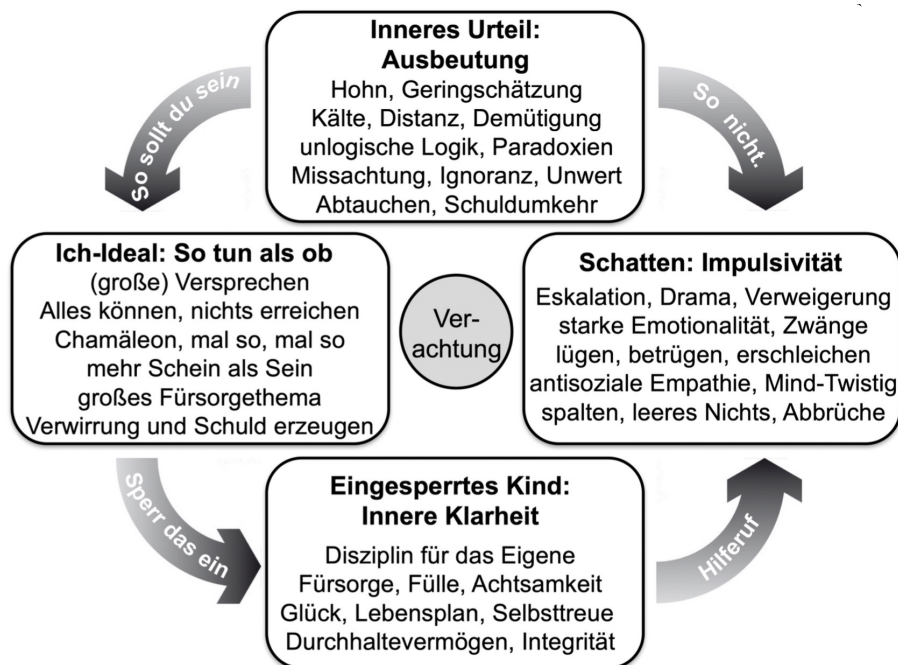 Inneres Urteil:
Ausbeutung
Hohn, Geringschätzung
Kälte, Distanz, Demütigung
unlogische Logik, Paradoxien
Missachtung, Ignoranz, Unwert
Abtauchen, Schuldumkehr
So sollt du sein
So nicht.
Ich-Ideal: So tun als ob
(große) Versprechen
Alles können, nichts erreichen
Chamäleon, mal so, mal so
mehr Schein als Sein
großes Fürsorgethema
Verwirrung und Schuld erzeugen
Ver-
achtung
Schatten: Impulsivität
Eskalation, Drama, Verweigerung
starke Emotionalität, Zwänge
lügen, betrügen, erschleichen
antisoziale Empathie, Mind-Twistig
spalten, leeres Nichts, Abbrüche
Sperr das ein
Hilferuf
Eingesperrtes Kind:
Innere Klarheit
Disziplin für das Eigene
Fürsorge, Fülle, Achtsamkeit
Glück, Lebensplan, Selbsttreue
Durchhaltevermögen, Integrität